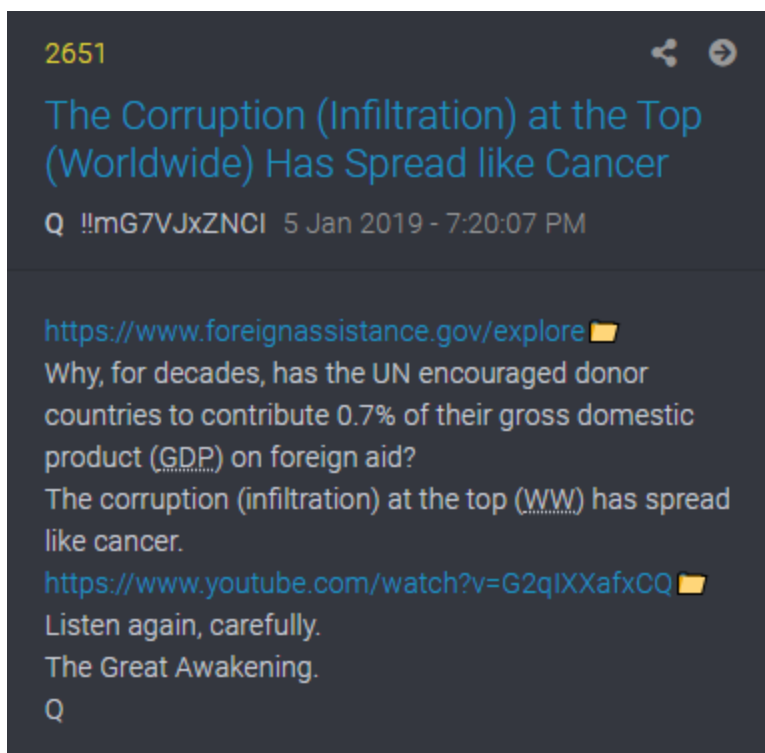 2651
The Corruption (Infiltration) at the Top
(Worldwide) Has Spread like Cancer
Q !!mG7VJxZNCI 5 Jan 2019 - 7:20:07 PM
https://www.foreignassistance.gov/explore
Why, for decades, has the UN encouraged donor
countries to contribute 0.7% of their gross domestic
product (GDP) on foreign aid?
The corruption (infiltration) at the top (WW) has spread
like cancer.
https://www.youtube.com/watch?v=G2qIXXafxCQ
Listen again, carefully.
The Great Awakening.
Q